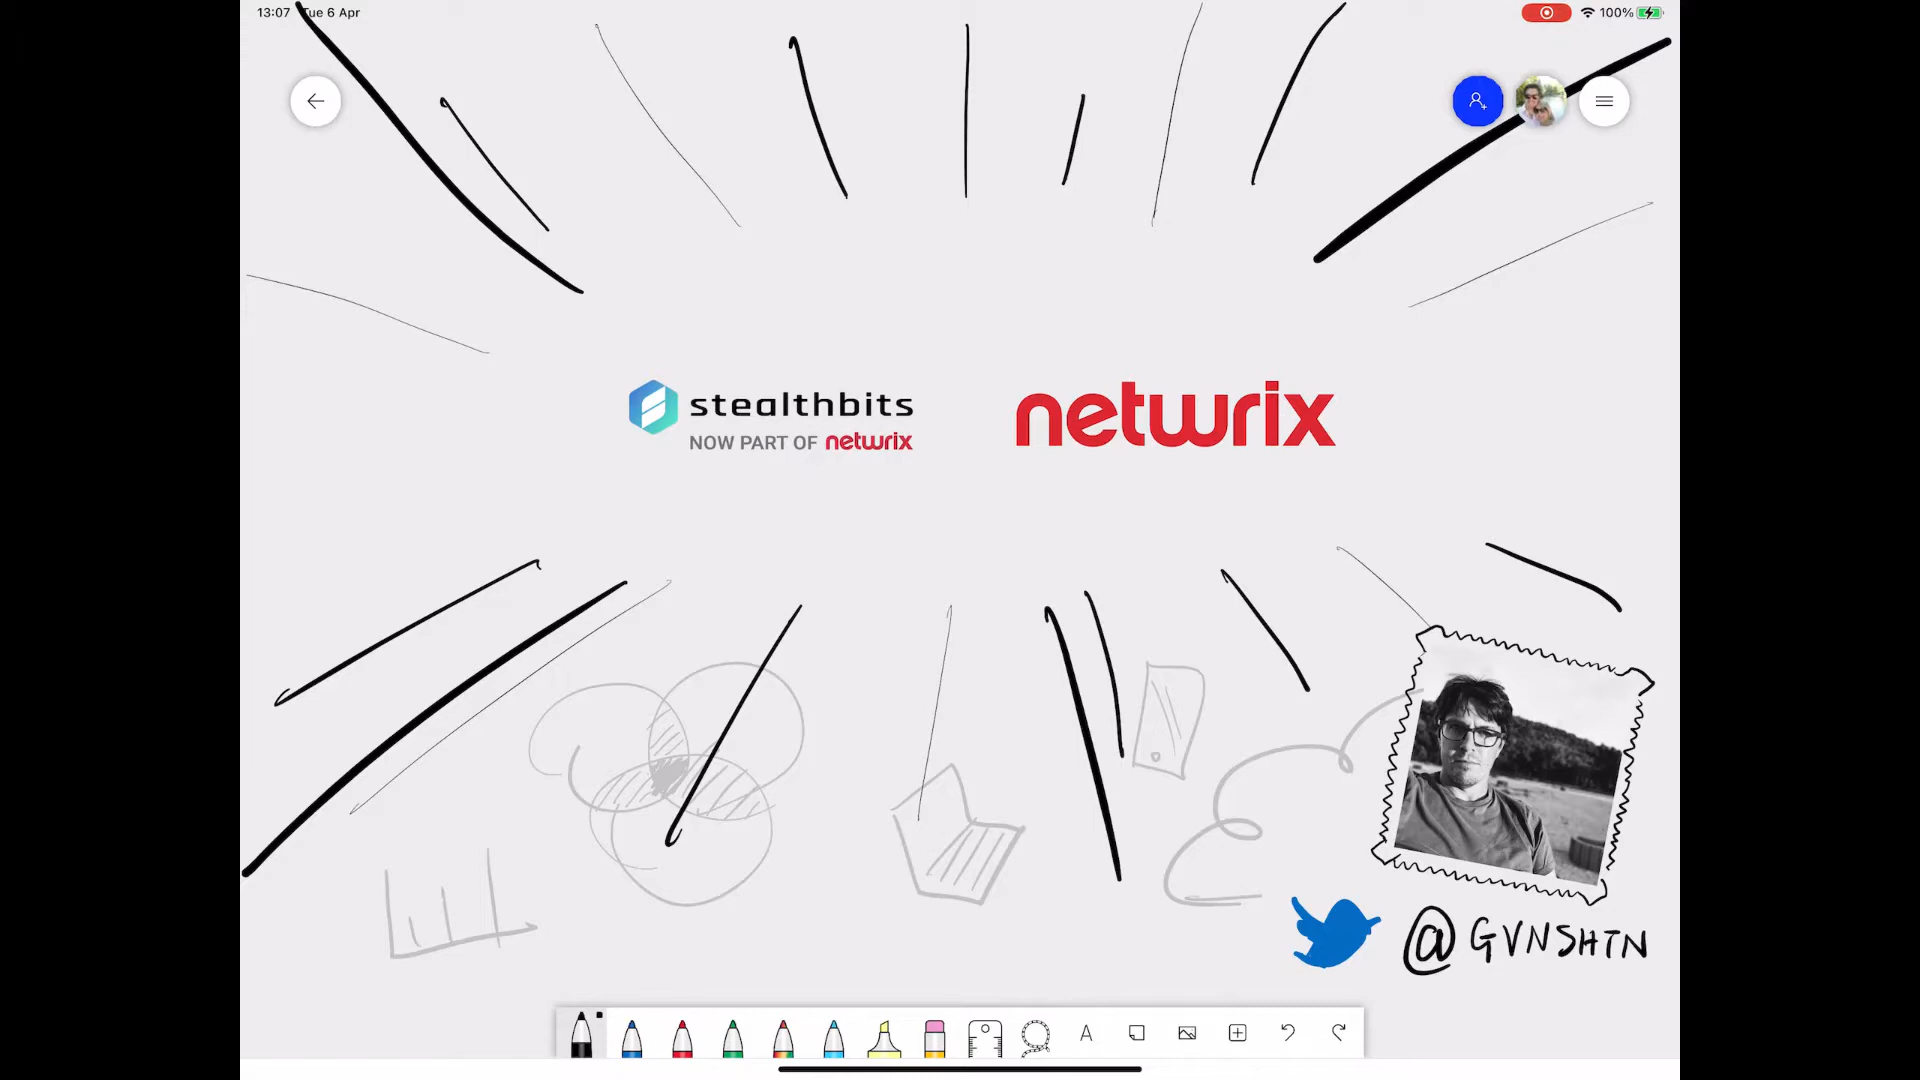 13:07 Tue 6 Apr
100%
stealthbits
NOW PART OF netwrix
netwrix
@GVNSHTN
A